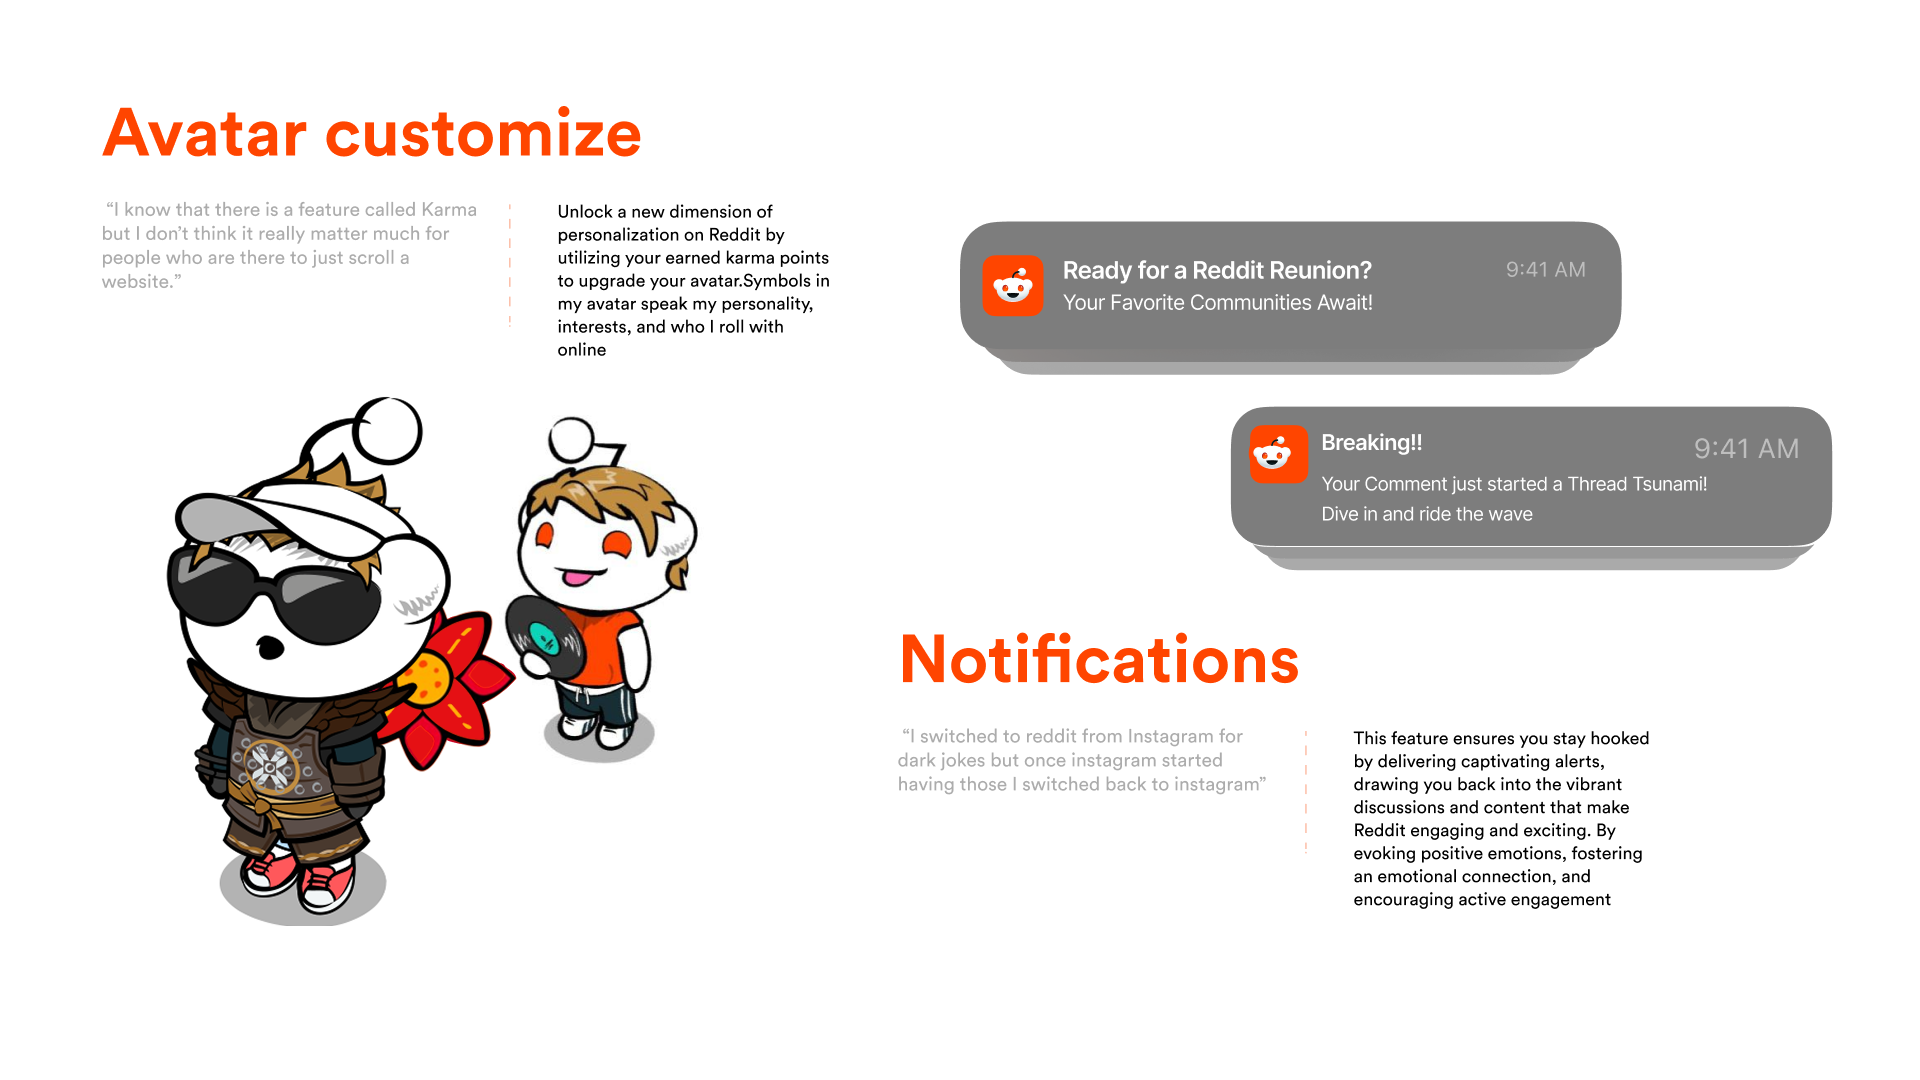 Avatar customize
“I know that there is a feature called Karma
but I don’t think it really matter much for
people who are there to just scroll a
website.”
Unlock a new dimension of
personalization on Reddit by
utilizing your earned karma points
to upgrade your avatar.Symbols in
my avatar speak my personality,
interests, and who I roll with
online
Ready for a Reddit Reunion?
9:41 AM
Your Favorite Communities Await!
Breaking!!
9:41 AM
Your Comment just started a Thread Tsunami!
Dive in and ride the wave
Notifications
“I switched to reddit from Instagram for
dark jokes but once instagram started
having those I switched back to instagram”
This feature ensures you stay hooked
by delivering captivating alerts,
drawing you back into the vibrant
discussions and content that make
Reddit engaging and exciting. By
evoking positive emotions, fostering
an emotional connection, and
encouraging active engagement